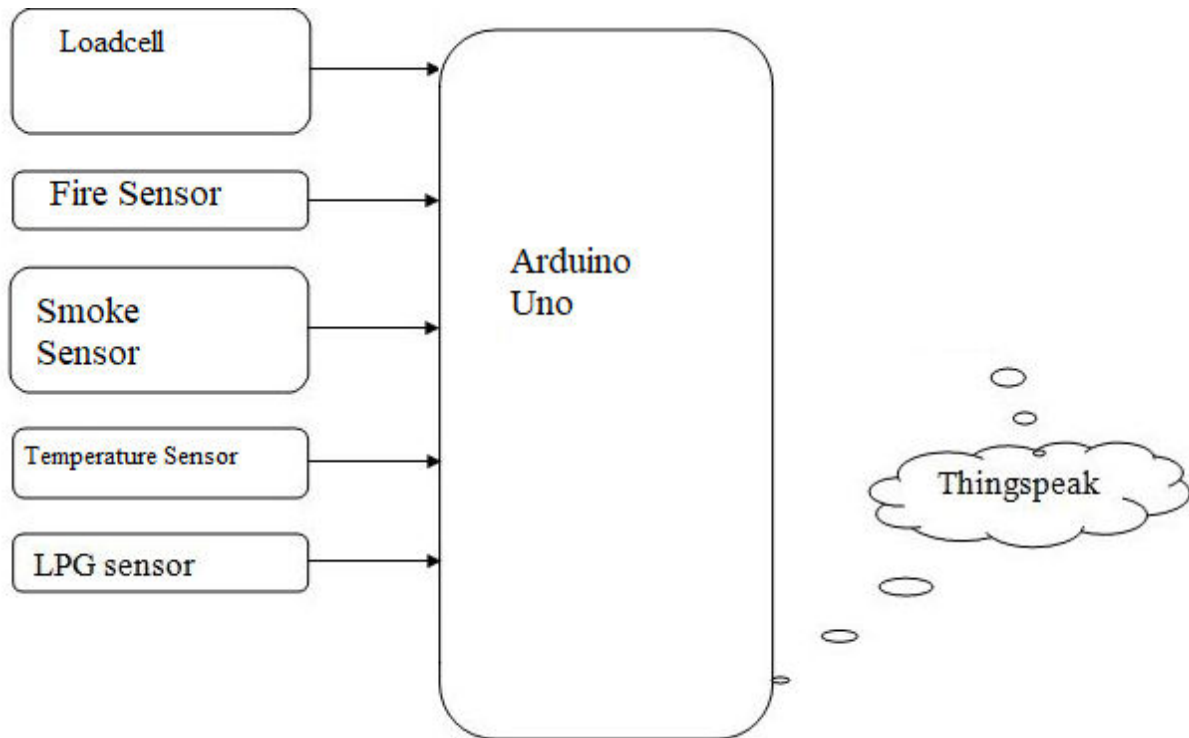 Loadcell
Fire Sensor
Smoke
Sensor
Temperature Sensor
LPG sensor
Arduino
Uno
Thingspeak